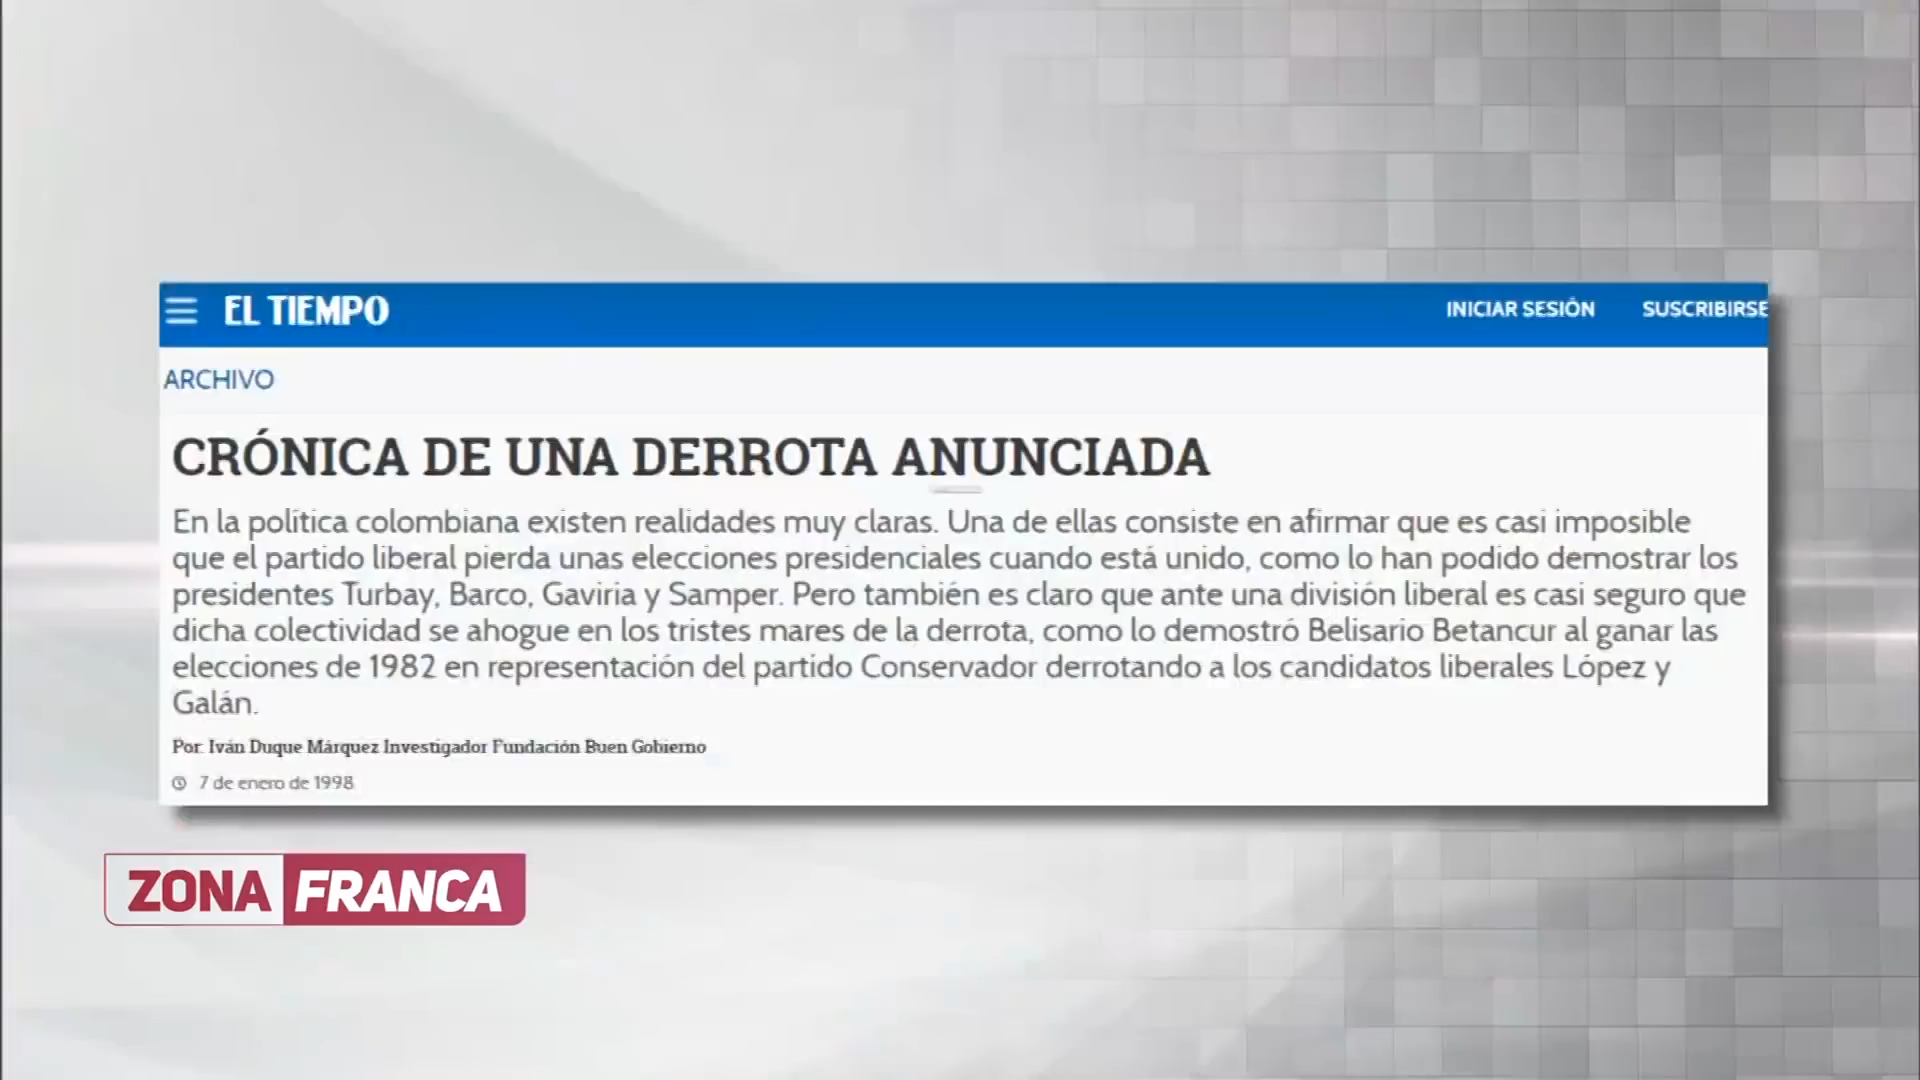 EL TIEMPO
INICIAR SESIÓN
SUSCRIBIRSE
ARCHIVO
CRÓNICA DE UNA DERROTA ANUNCIADA
En la política colombiana existen realidades muy claras. Una de ellas consiste en afirmar que es casi imposible
que el partido liberal pierda unas elecciones presidenciales cuando está unido, como lo han podido demostrar los
presidentes Turbay, Barco, Gaviria y Samper. Pero también es claro que ante una división liberal es casi seguro que
dicha colectividad se ahogue en los tristes mares de la derrota, como lo demostró Belisario Betancur al ganar las
elecciones de 1982 en representación del partido Conservador derrotando a los candidatos liberales López y
Galán.
Por: Iván Duque Márquez Investigador Fundación Buen Gobierno
7 de enero de 1998
ZONA FRANCA